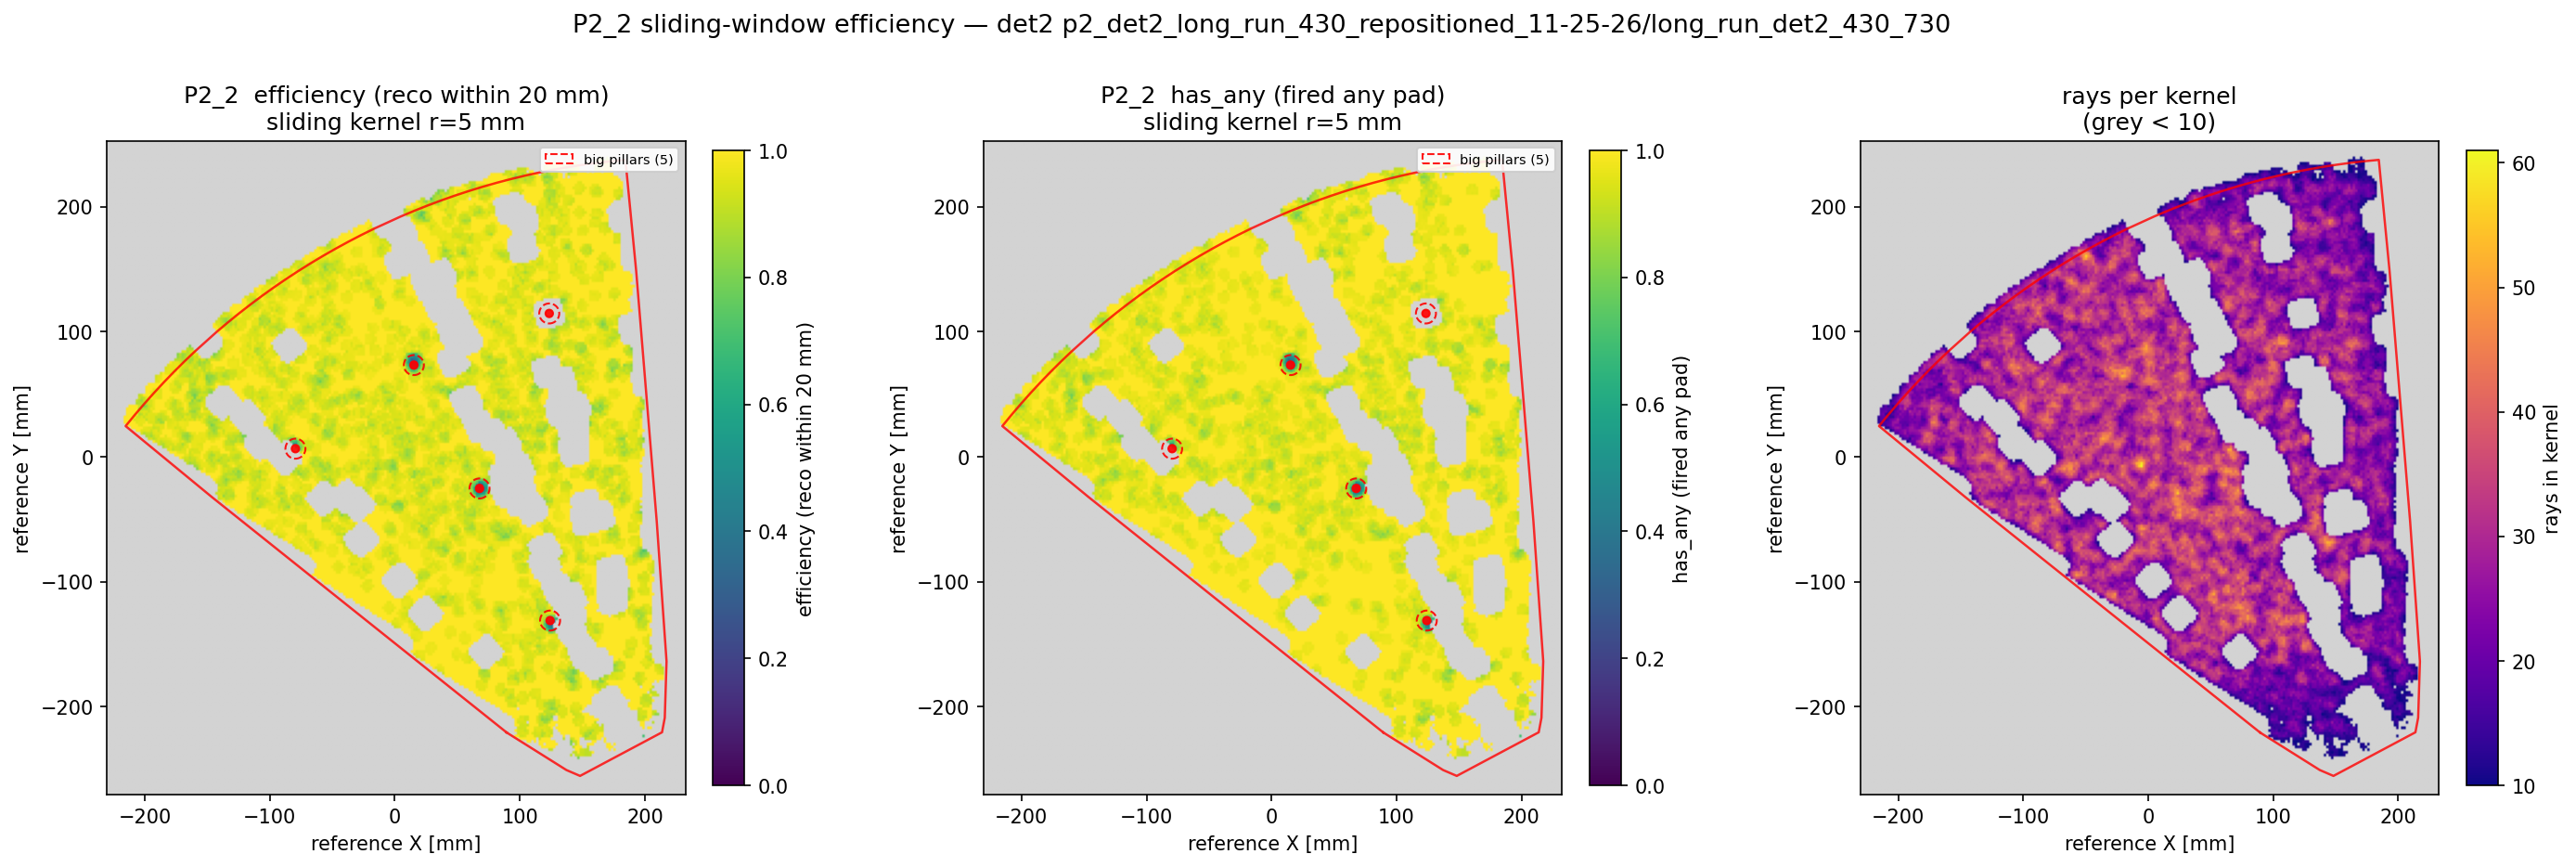 P2_2 sliding-window efficiency — det2 p2_det2_long_run_430_repositioned_11-25-26/long_run_det2_430_730
P2_2 efficiency (reco within 20 mm)
sliding kernel r=5 mm
big pillars (5)
200
100
0
−100
−200
reference Y [mm]
−200
−100
0
100
200
reference X [mm]
1.0
0.8
0.6
0.4
0.2
0.0
efficiency (reco within 20 mm)
P2_2 has_any (fired any pad)
sliding kernel r=5 mm
big pillars (5)
200
100
0
−100
−200
reference Y [mm]
−200
−100
0
100
200
reference X [mm]
1.0
0.8
0.6
0.4
0.2
0.0
has_any (fired any pad)
rays per kernel
(grey < 10)
200
100
0
−100
−200
reference Y [mm]
−200
−100
0
100
200
reference X [mm]
60
50
40
30
20
10
rays in kernel